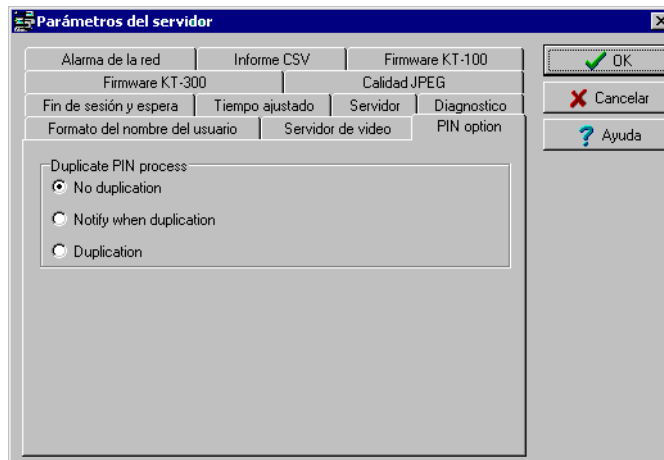 Parámetros del servidor
Alarma de la red
Informe CSV
Firmware KT-100
Firmware KT-300
Calidad JPEG
Fin de sesión y espera
Tiempo ajustado
Servidor
Diagnostico
Formato del nombre del usuario
Servidor de video
PIN option
Duplicate PIN process
No duplication
Notify when duplication
Duplication
OK
Cancelar
Ayuda